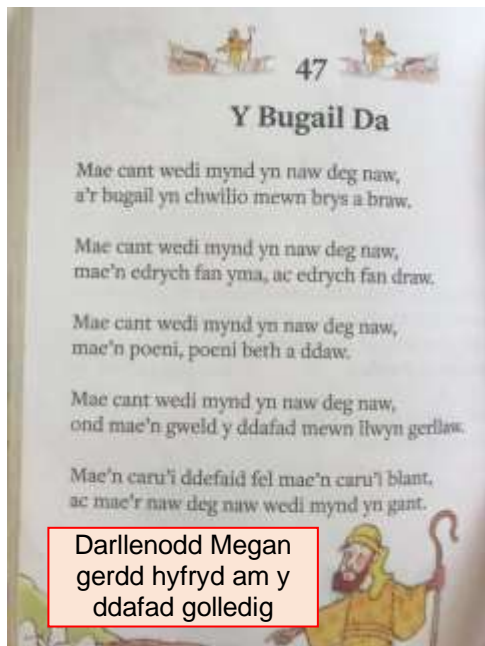 47
Y Bugail Da
Mae cant wedi mynd yn naw deg naw,
a'r bugail yn chwilio mewn brys a braw.
Mae cant wedi mynd yn naw deg naw,
mae'n edrych fan yma, ac edrych fan draw.
Mae cant wedi mynd yn naw deg naw,
mae'n poeni, poeni beth a ddaw.
Mae cant wedi mynd yn naw deg naw,
ond mae'n gweld y ddafad mewn llwyn gerllaw.
Mae'n caru'i ddefaid fel mae'n caru'i blant,
ac mae'r naw deg naw wedi mynd yn gant.
Darllenodd Megan
gerdd hyfryd am y
ddafad golledig